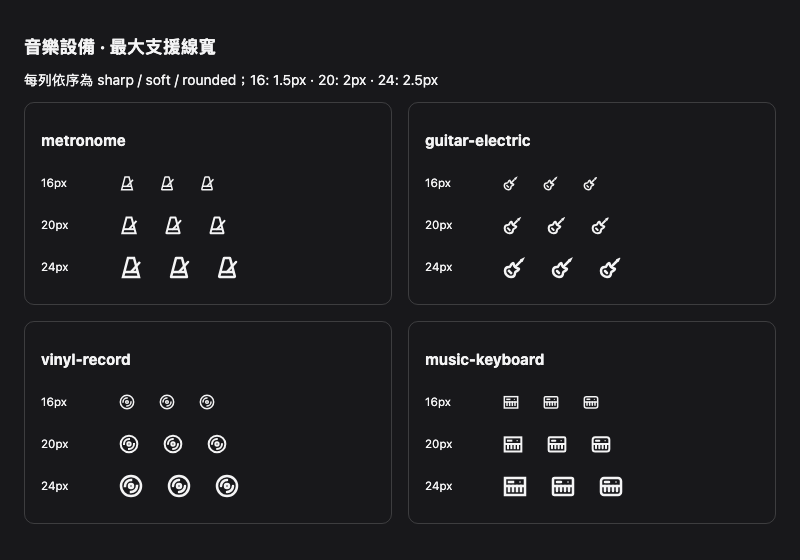 音樂設備 · 最大支援線寬
每列依序為 sharp / soft / rounded；16: 1.5px · 20: 2px · 24: 2.5px
metronome
16px
20px
24px
guitar-electric
16px
20px
24px
vinyl-record
16px
20px
24px
music-keyboard
16px
20px
24px